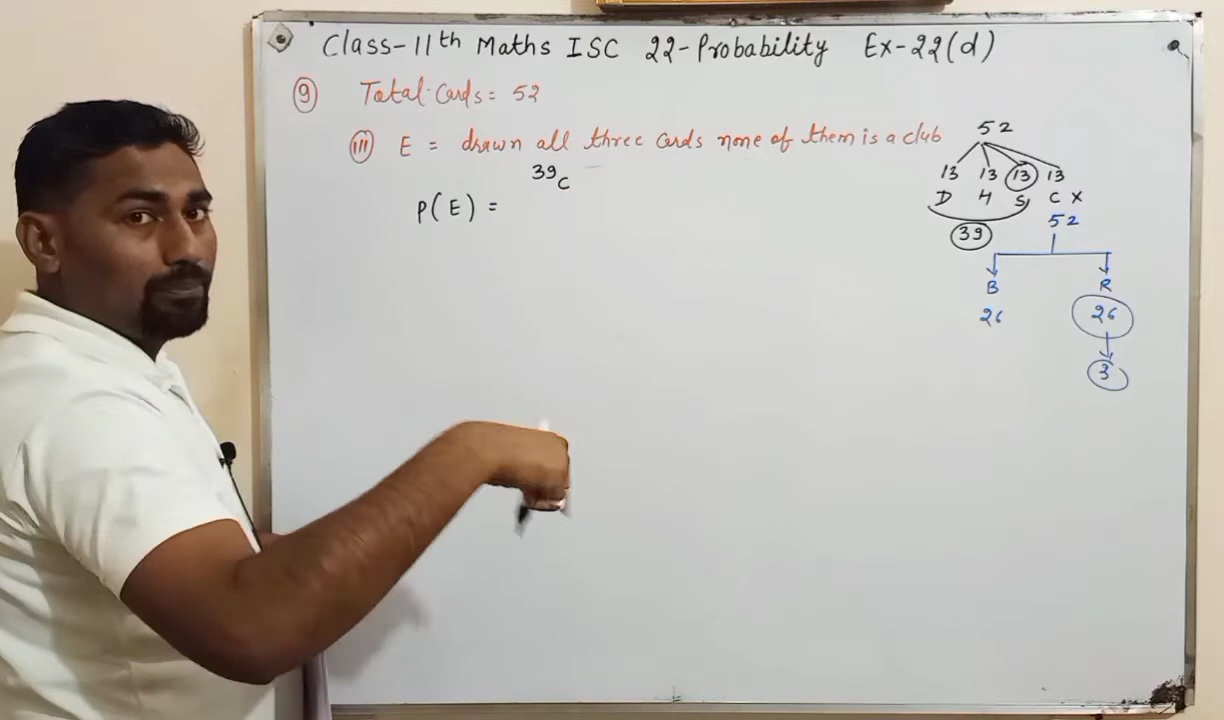 Class-11th Maths ISC 22-Probability Ex-22(d)
9 Total Cards = 52
III E = drawn all three cards none of them is a club
39C
P(E) =
52
13 13 13 13
D H S C X
39
52
B R
26 26
3